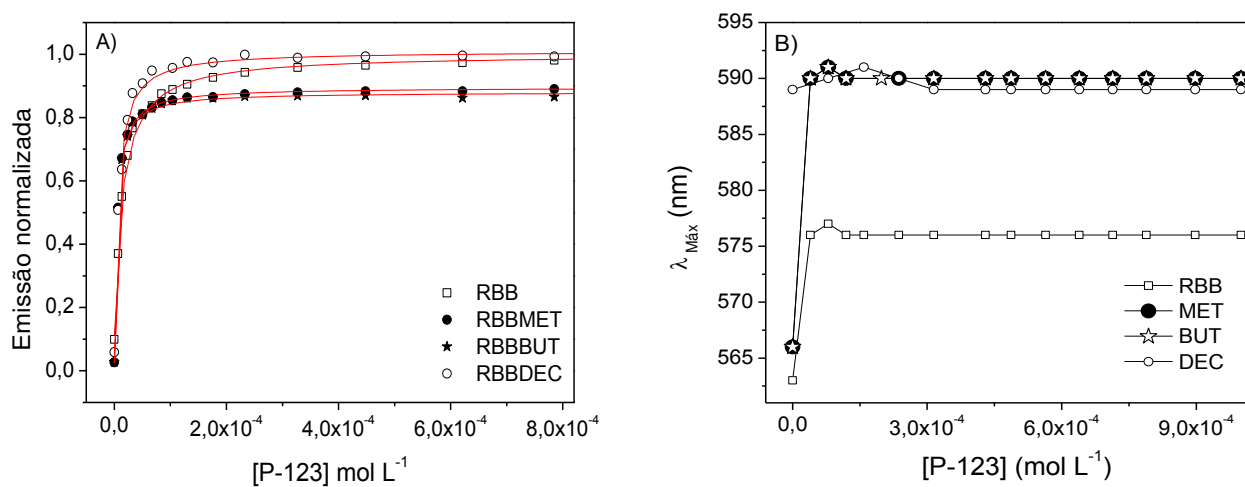 A)
Emissão normalizada
1,0
0,8
0,6
0,4
0,2
0,0
RBB
RBBMET
RBBBUT
RBBDEC
0,0 2,0x10⁻⁴ 4,0x10⁻⁴ 6,0x10⁻⁴ 8,0x10⁻⁴
[P-123] mol L⁻¹
B)
λ Máx (nm)
595
590
585
580
575
570
565
RBB
MET
BUT
DEC
0,0 3,0x10⁻⁴ 6,0x10⁻⁴ 9,0x10⁻⁴
[P-123] (mol L⁻¹)